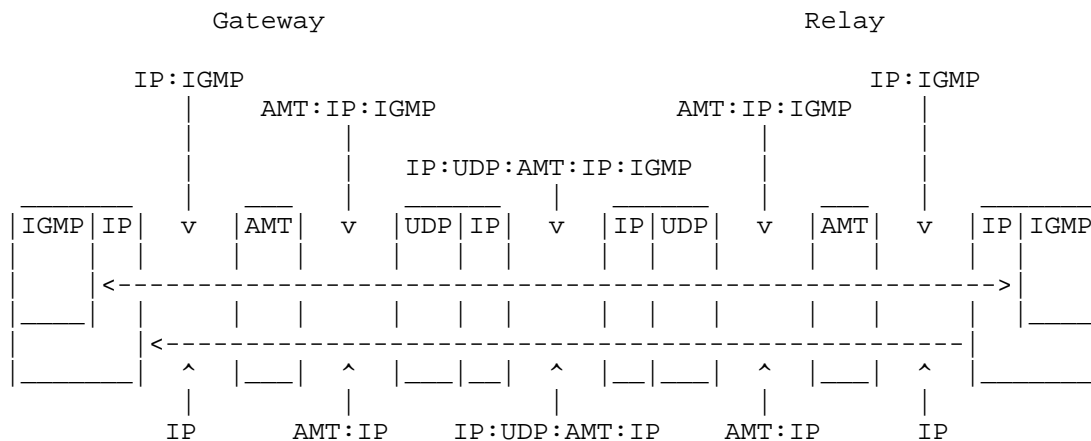 Gateway Relay
IP:IGMP IP:IGMP
AMT:IP:IGMP AMT:IP:IGMP
IP:UDP:AMT:IP:IGMP
IGMP IP v AMT v UDP IP v IP UDP v AMT v IP IGMP
IP AMT:IP IP:UDP:AMT:IP AMT:IP IP